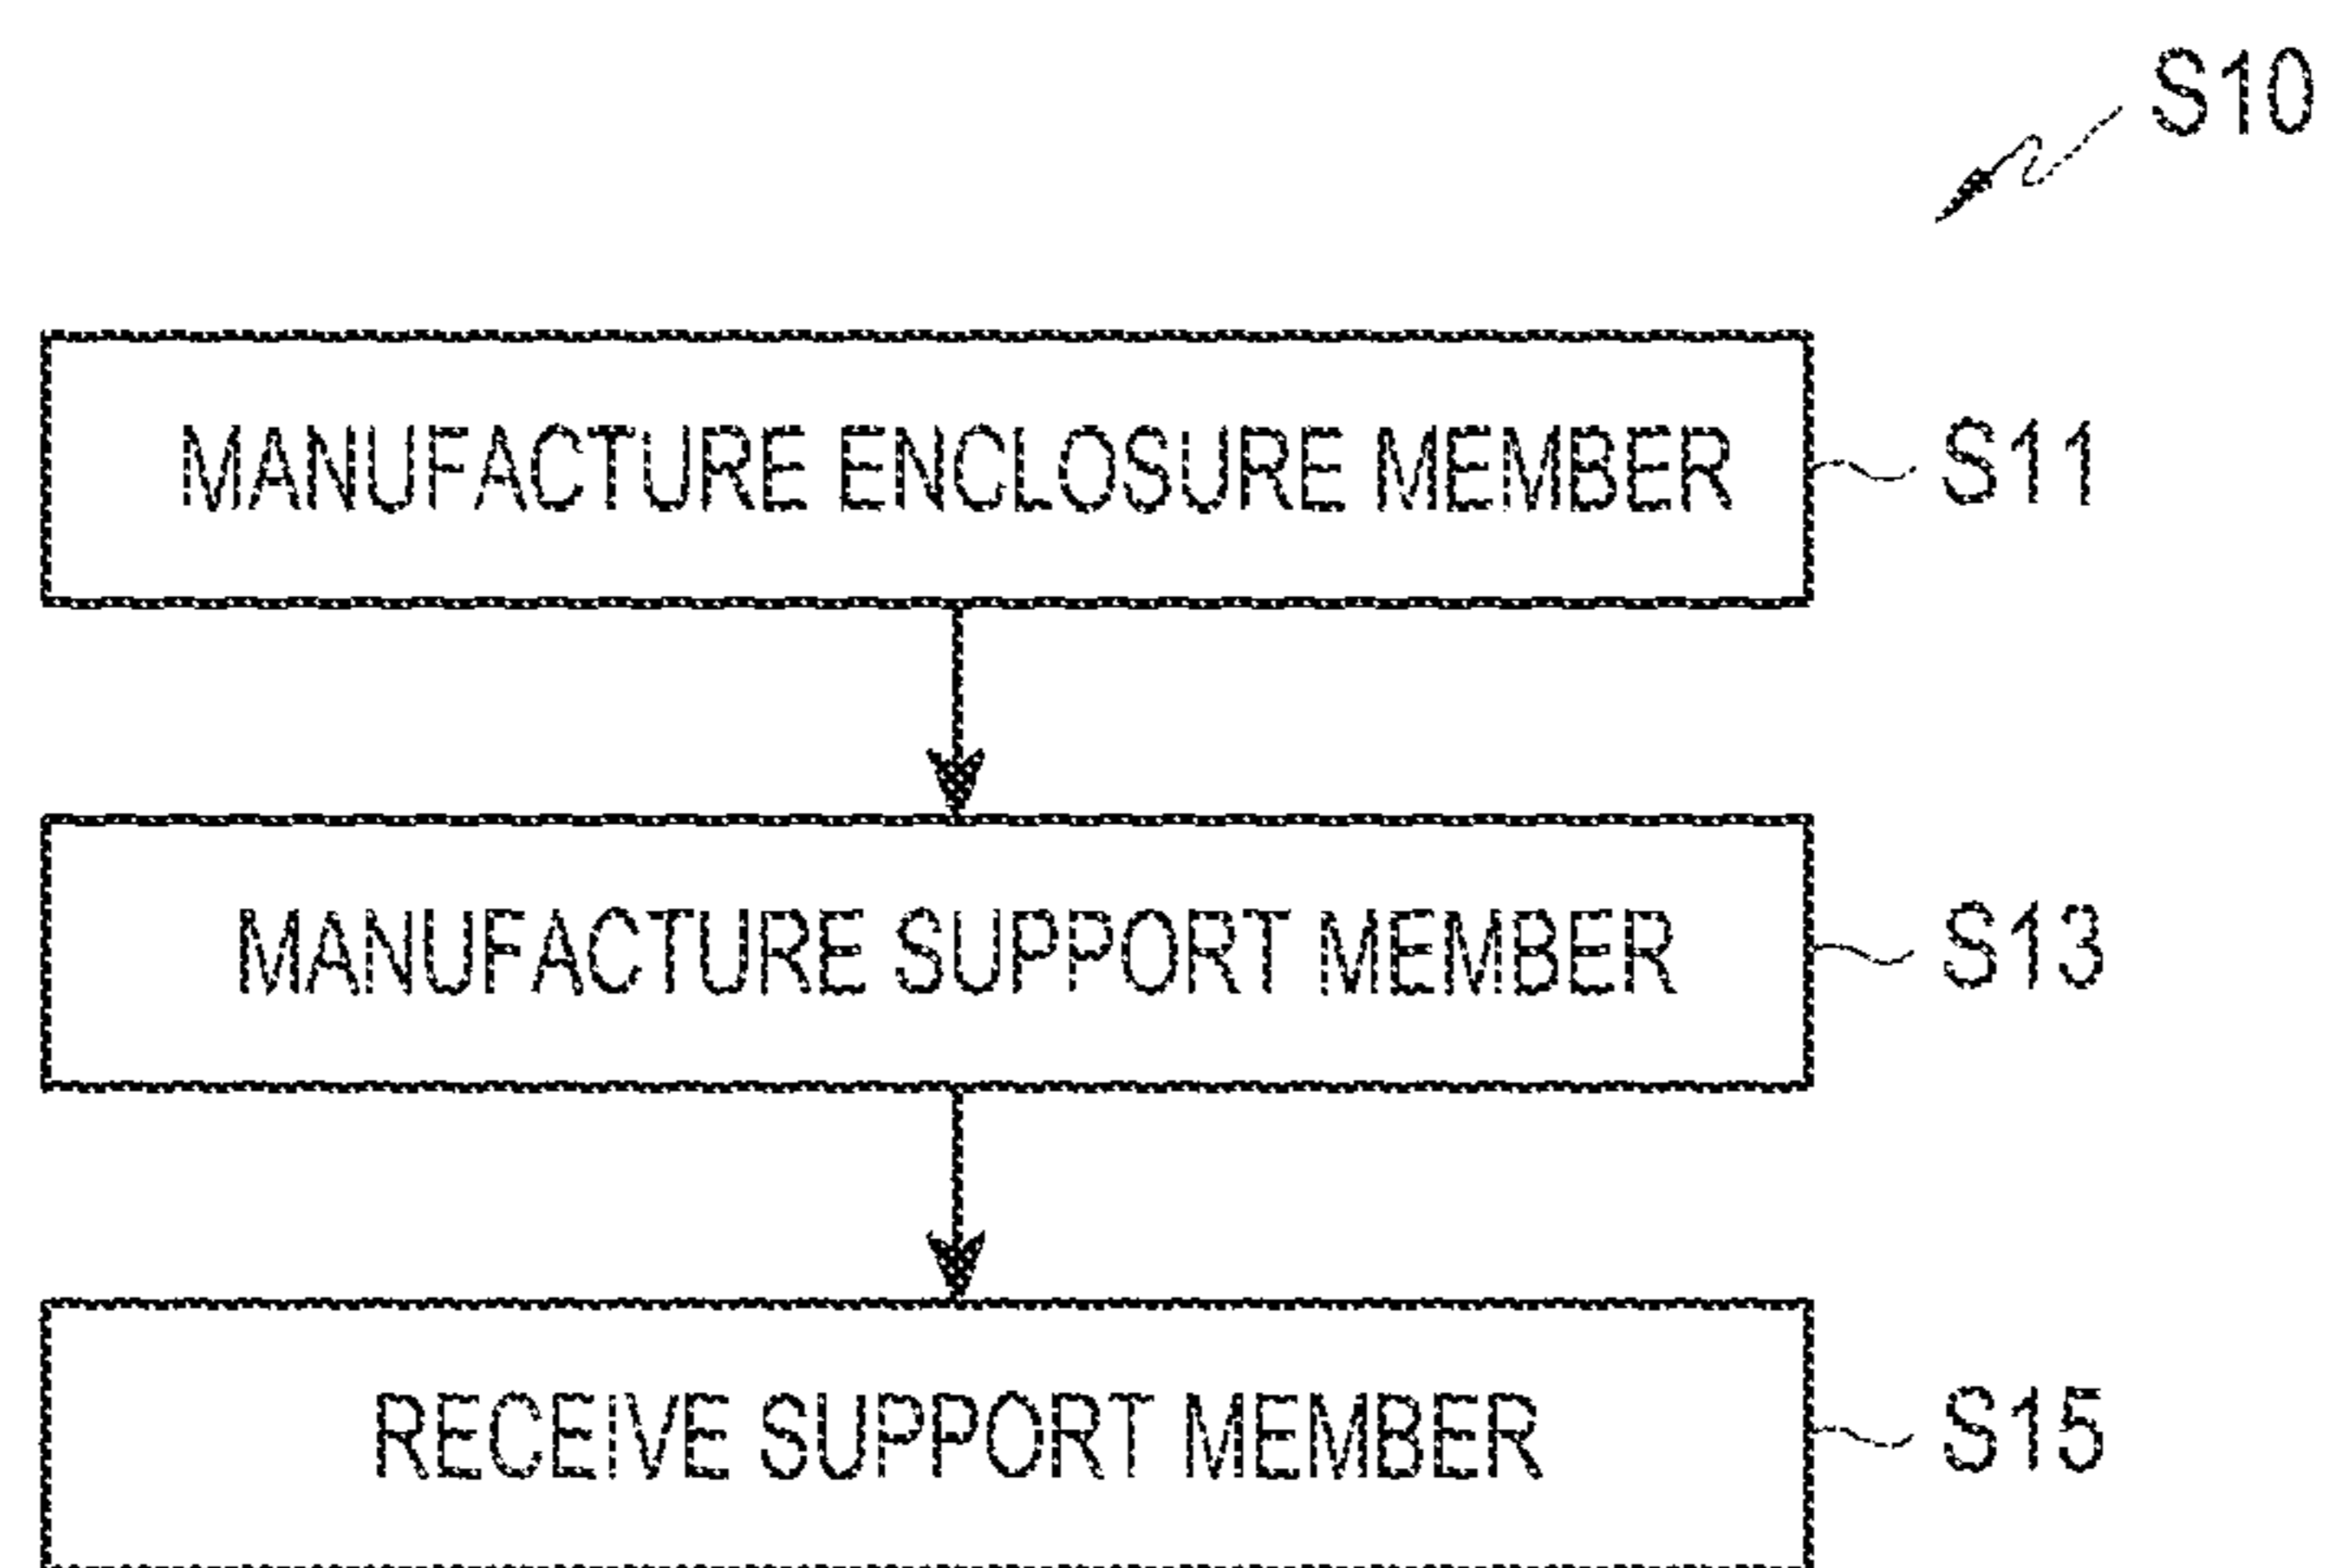 S10
MANUFACTURE ENCLOSURE MEMBER
S11
MANUFACTURE SUPPORT MEMBER
S13
RECEIVE SUPPORT MEMBER
S15